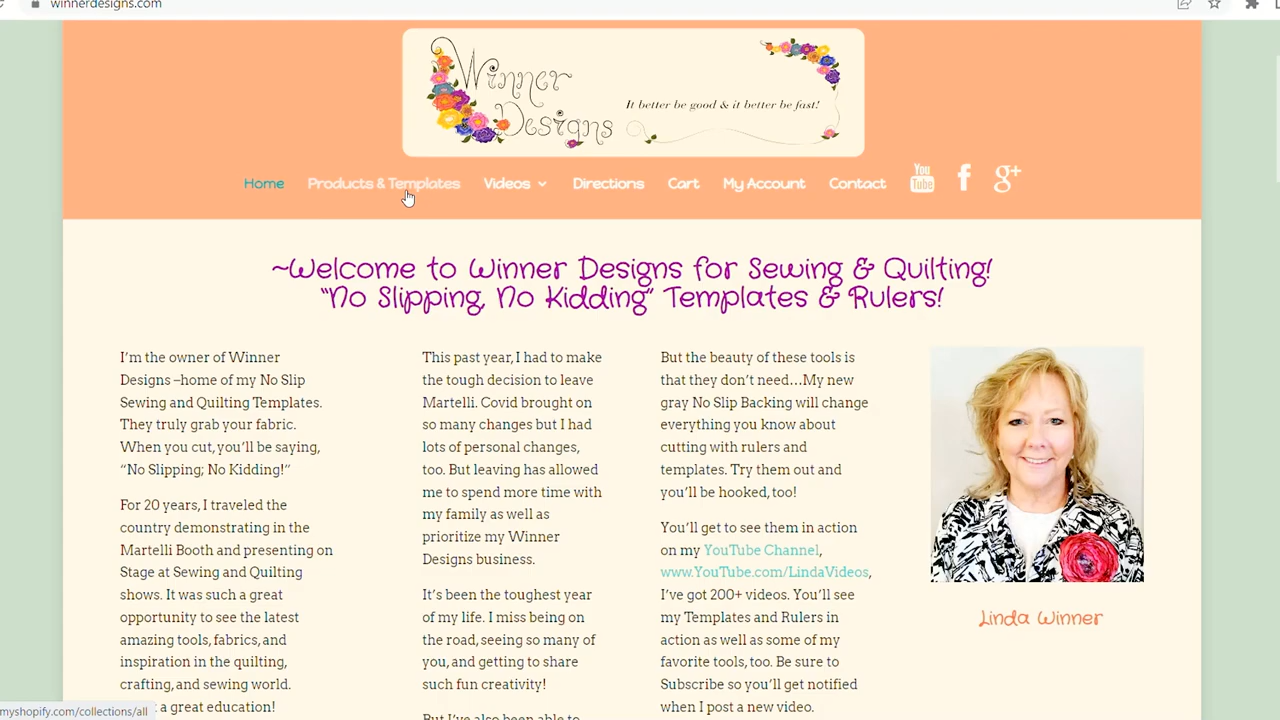 winnerdesigns.com
Winner
Designs
It better be good & it better be fast!
Home Products & Templates Videos Directions Cart My Account Contact You Tube f g+
~Welcome to Winner Designs for Sewing & Quilting!
"No Slipping, No Kidding" Templates & Rulers!
I'm the owner of Winner
Designs –home of my No Slip
Sewing and Quilting Templates.
They truly grab your fabric.
When you cut, you'll be saying,
"No Slipping; No Kidding!"
For 20 years, I traveled the
country demonstrating in the
Martelli Booth and presenting on
Stage at Sewing and Quilting
shows. It was such a great
opportunity to see the latest
amazing tools, fabrics, and
inspiration in the quilting,
crafting, and sewing world.
a great education!
This past year, I had to make
the tough decision to leave
Martelli. Covid brought on
so many changes but I had
lots of personal changes,
too. But leaving has allowed
me to spend more time with
my family as well as
prioritize my Winner
Designs business.
It's been the toughest year
of my life. I miss being on
the road, seeing so many of
you, and getting to share
such fun creativity!
But I've also been able to
But the beauty of these tools is
that they don't need…My new
gray No Slip Backing will change
everything you know about
cutting with rulers and
templates. Try them out and
you'll be hooked, too!
You'll get to see them in action
on my YouTube Channel,
www.YouTube.com/LindaVideos,
I've got 200+ videos. You'll see
my Templates and Rulers in
action as well as some of my
favorite tools, too. Be sure to
Subscribe so you'll get notified
when I post a new video.
Linda Winner
myshopify.com/collections/all